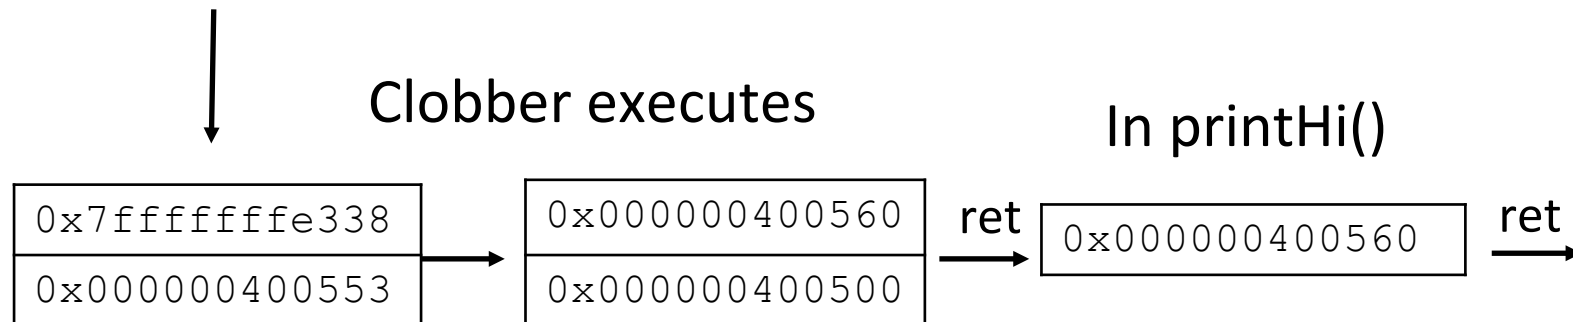 Clobber executes
In printHi()
0x7fffffffe338
0x000000400553
0x000000400560
0x000000400500
ret
0x000000400560
ret